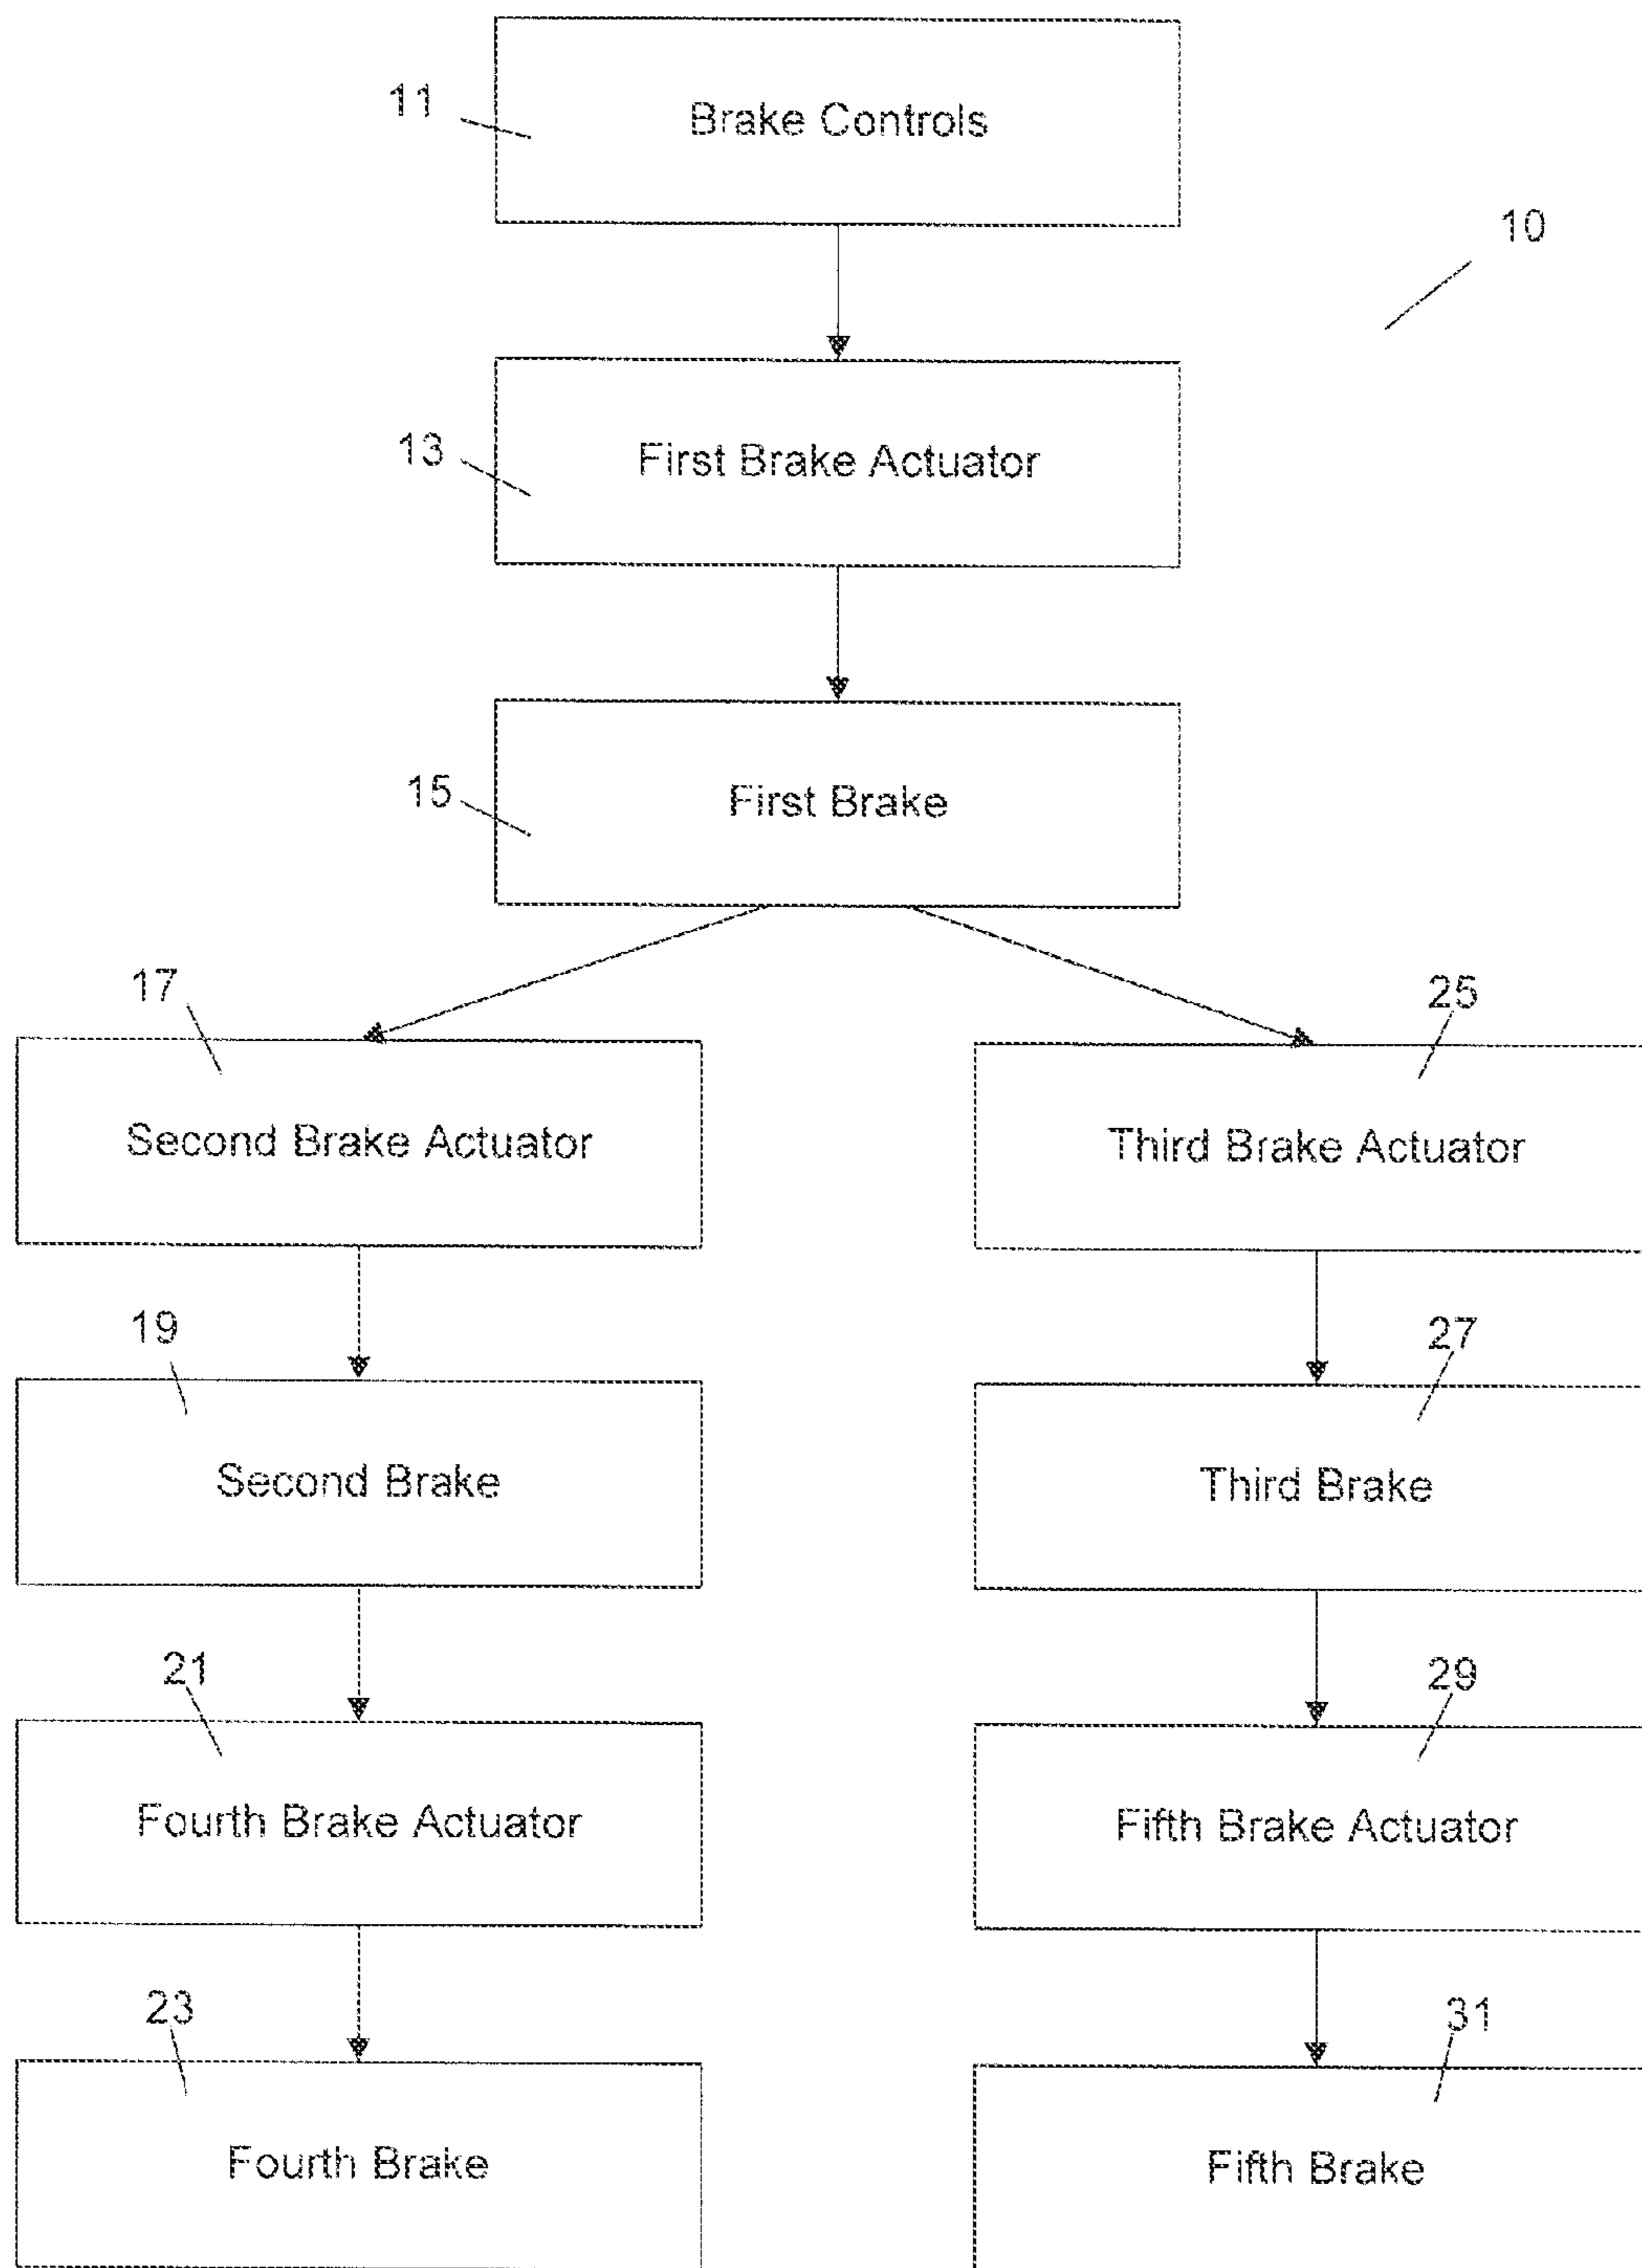 11
Brake Controls
10
13
First Brake Actuator
15
First Brake
17
25
Second Brake Actuator
Third Brake Actuator
19
27
Second Brake
Third Brake
21
29
Fourth Brake Actuator
Fifth Brake Actuator
23
31
Fourth Brake
Fifth Brake